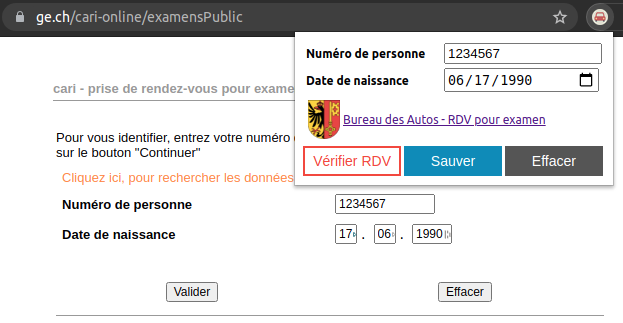 ge.ch/cari-online/examensPublic
Numéro de personne 1234567
Date de naissance 06/17/1990
Bureau des Autos - RDV pour examen
Vérifier RDV Sauver Effacer
cari - prise de rendez-vous pour exame
Pour vous identifier, entrez votre numéro
sur le bouton "Continuer"
Cliquez ici, pour rechercher les données
Numéro de personne 1234567
Date de naissance 17 . 06 . 1990
Valider Effacer